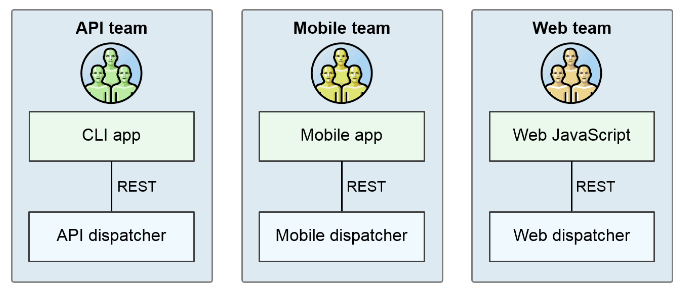 API team
CLI app
REST
API dispatcher
Mobile team
Mobile app
REST
Mobile dispatcher
Web team
Web JavaScript
REST
Web dispatcher